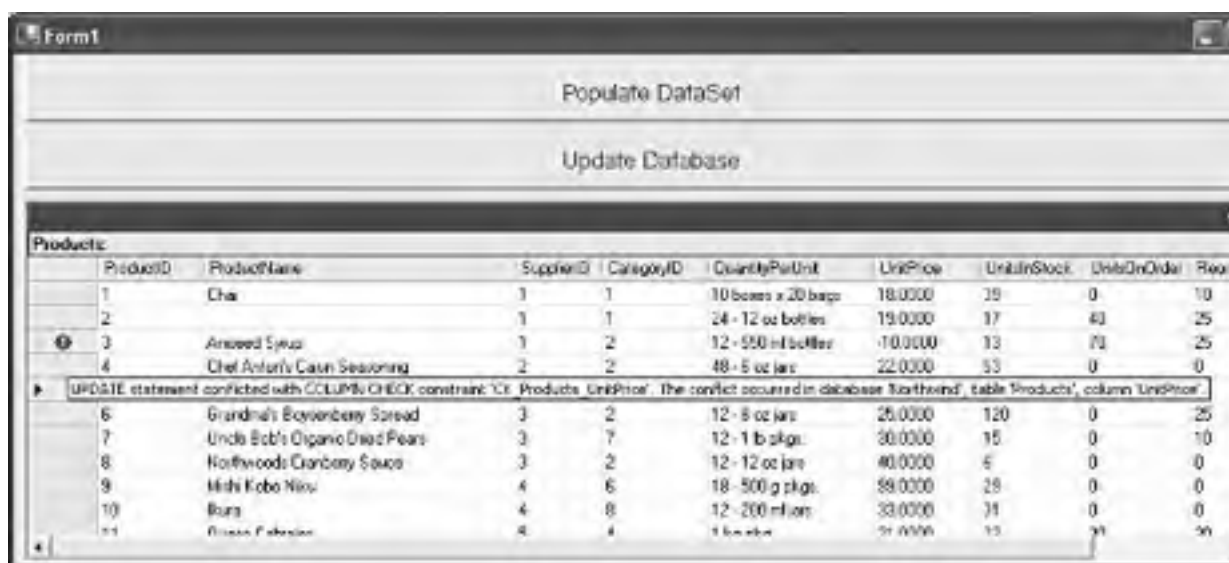 Form1
Populate DataSet
Update Database
Products:
ProductID ProductName SupplierID CategoryID QuantityPerUnit UnitPrice UnitsInStock UnitsOnOrder Reo
1 Chai 1 1 10 boxes x 20 bags 18.0000 39 0 10
2 1 1 24 - 12 oz bottles 19.0000 17 40 25
3 Aniseed Syrup 1 2 12 - 550 ml bottles -10.0000 13 70 25
4 Chef Anton's Cajun Seasoning 2 2 48 - 6 oz jars 22.0000 53 0 0
UPDATE statement conflicted with COLUMN CHECK constraint 'CK_Products_UnitPrice'. The conflict occurred in database 'Northwind', table 'Products', column 'UnitPrice'.
6 Grandma's Boysenberry Spread 3 2 12 - 8 oz jars 25.0000 120 0 25
7 Uncle Bob's Organic Dried Pears 3 7 12 - 1 lb pkgs. 30.0000 15 0 10
8 Northwoods Cranberry Sauce 3 2 12 - 12 oz jars 40.0000 6 0 0
9 Mishi Kobe Niku 4 6 18 - 500 g pkgs. 99.0000 29 0 0
10 Ikura 4 8 12 - 200 ml jars 33.0000 31 0 0
11 5 4 21.0000